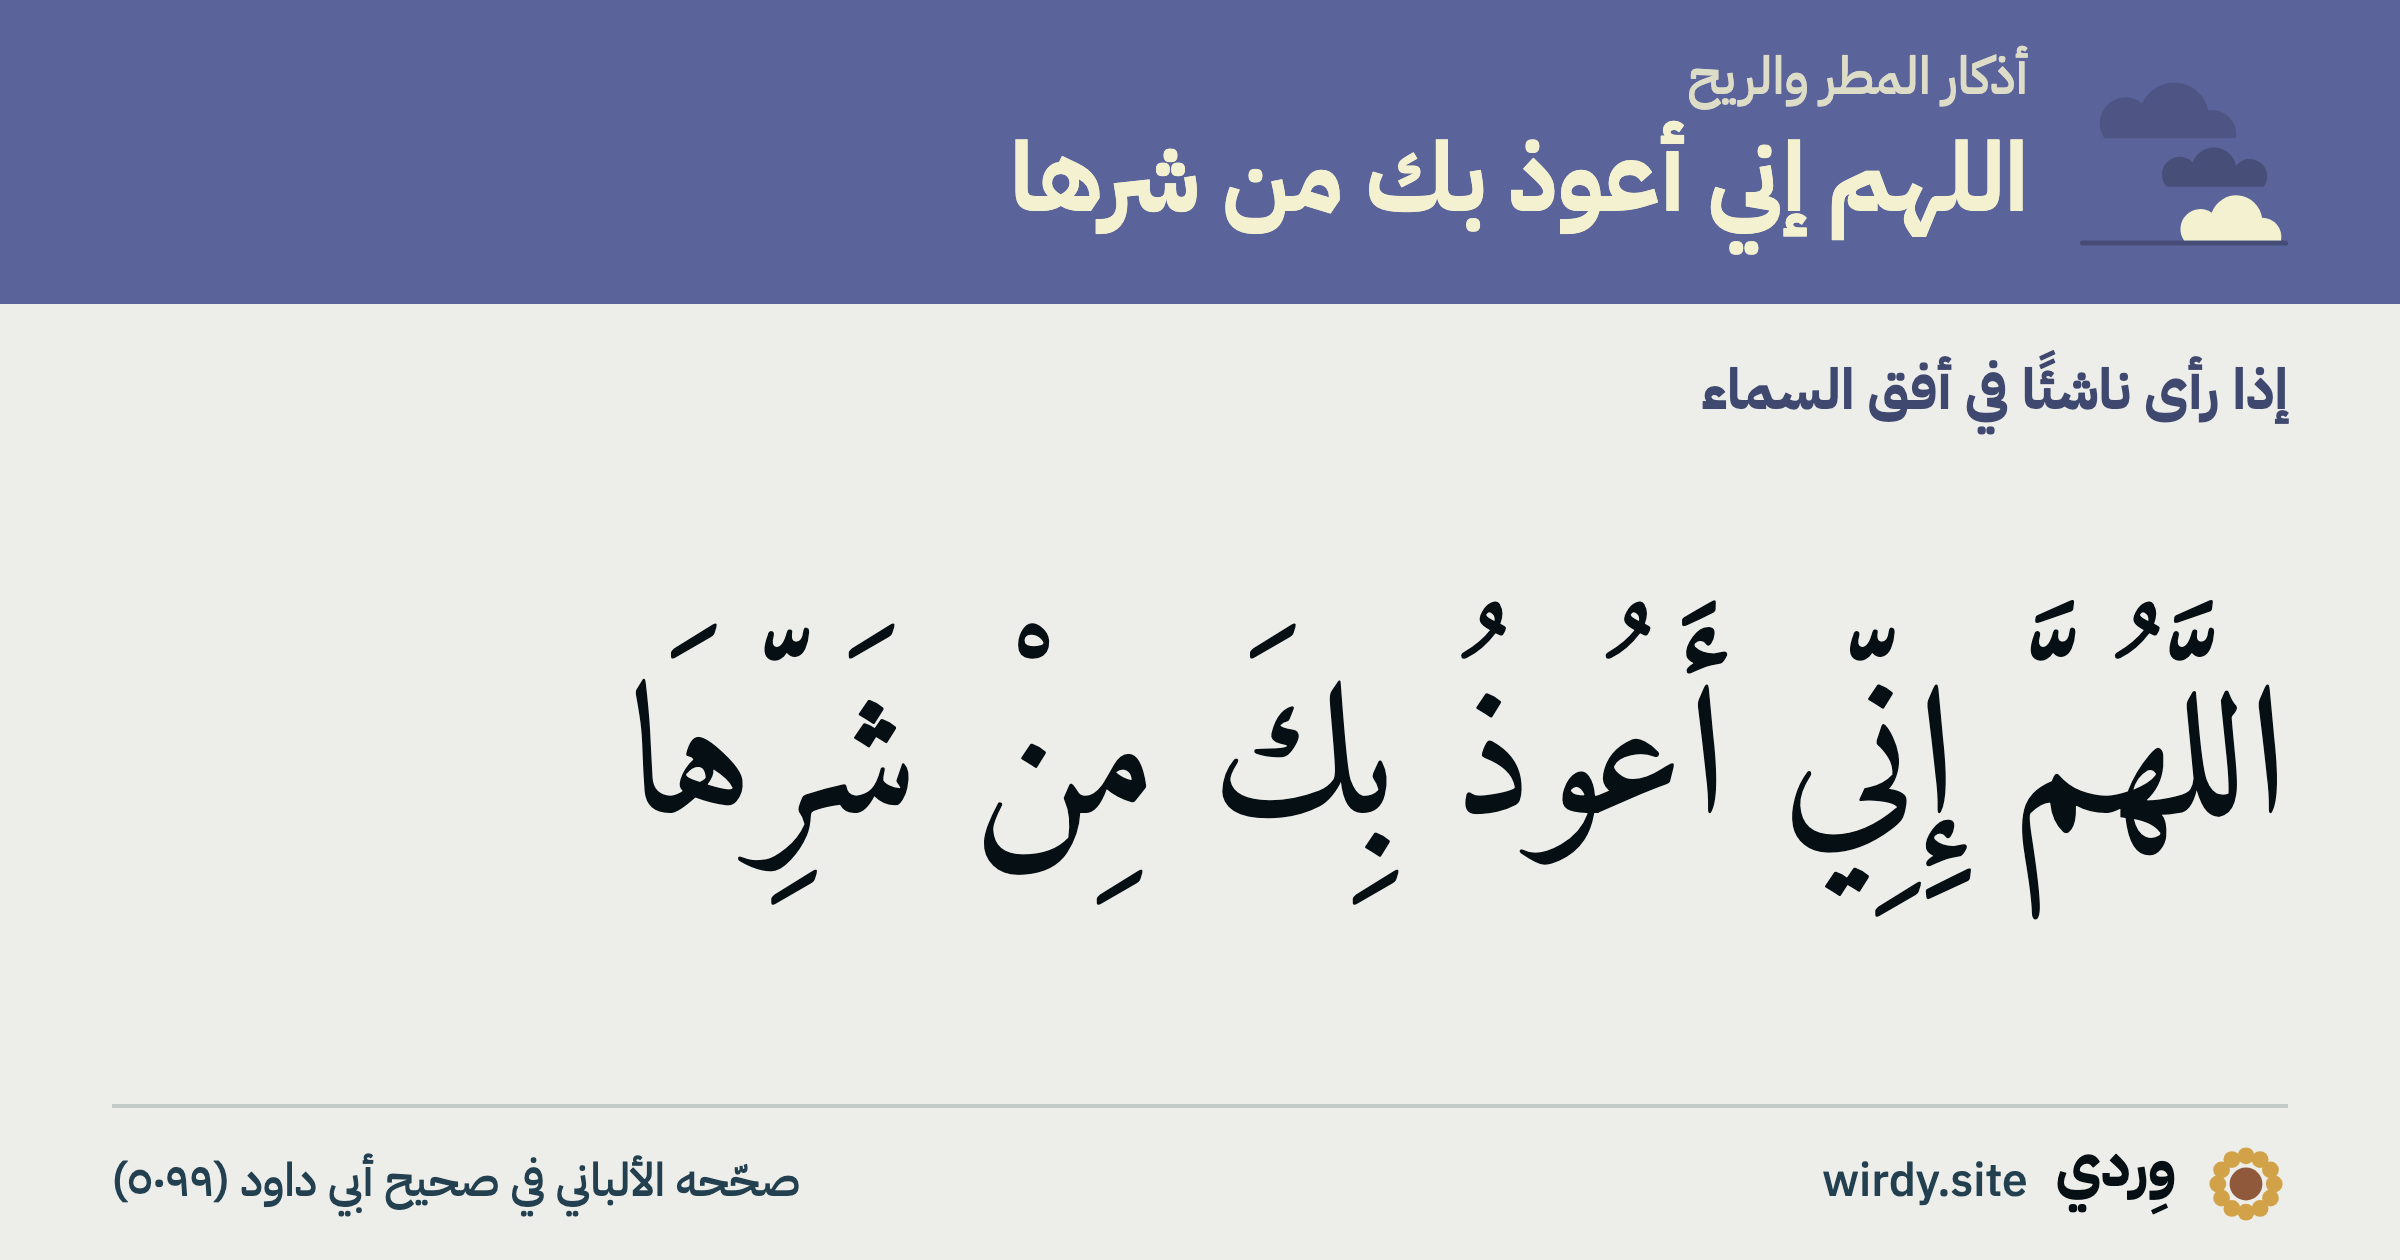 أذكار المطر والريح
اللهم إني أعوذ بك من شرها
إذا رأى ناشئًا في أفق السماء
اللَّهُمَّ إِنِّي أَعُوذُ بِكَ مِنْ شَرِّهَا
وِردي wirdy.site
صحّحه الألباني في صحيح أبي داود (٥٠٩٩)